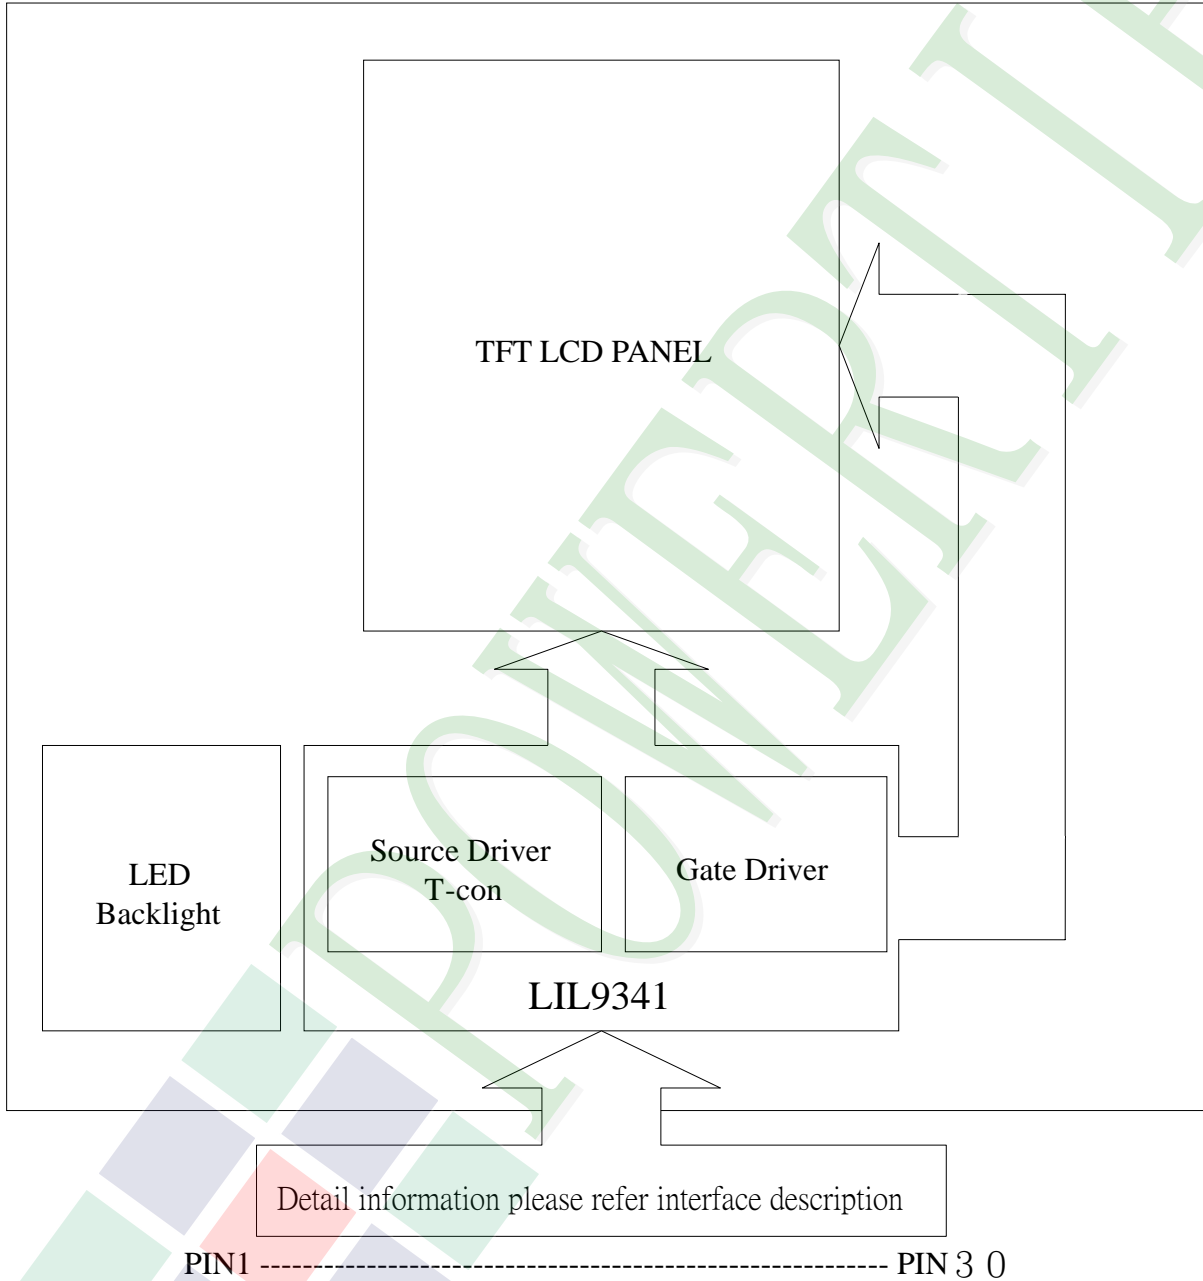 TFT LCD PANEL
LED
Backlight
Source Driver
T-con
Gate Driver
LIL9341
Detail information please refer interface description
PIN1 ------------------------------------------------- PIN３０
POWERTI